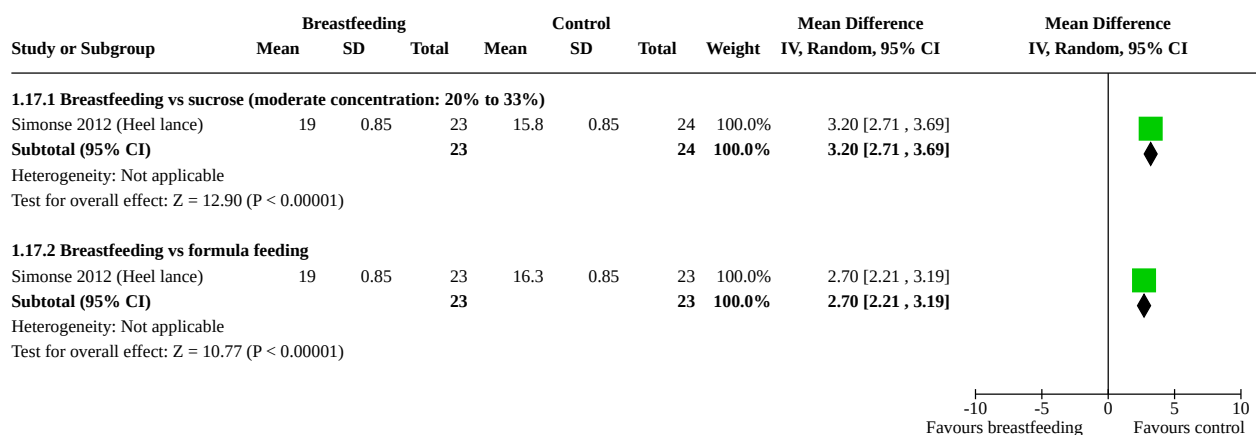 Breastfeeding Control Mean Difference Mean Difference
Study or Subgroup Mean SD Total Mean SD Total Weight IV, Random, 95% CI IV, Random, 95% CI
1.17.1 Breastfeeding vs sucrose (moderate concentration: 20% to 33%)
Simonse 2012 (Heel lance) 19 0.85 23 15.8 0.85 24 100.0% 3.20 [2.71 , 3.69]
Subtotal (95% CI) 23 24 100.0% 3.20 [2.71 , 3.69]
Heterogeneity: Not applicable
Test for overall effect: Z = 12.90 (P < 0.00001)
1.17.2 Breastfeeding vs formula feeding
Simonse 2012 (Heel lance) 19 0.85 23 16.3 0.85 23 100.0% 2.70 [2.21 , 3.19]
Subtotal (95% CI) 23 23 100.0% 2.70 [2.21 , 3.19]
Heterogeneity: Not applicable
Test for overall effect: Z = 10.77 (P < 0.00001)
-10 -5 0 5 10
Favours breastfeeding Favours control